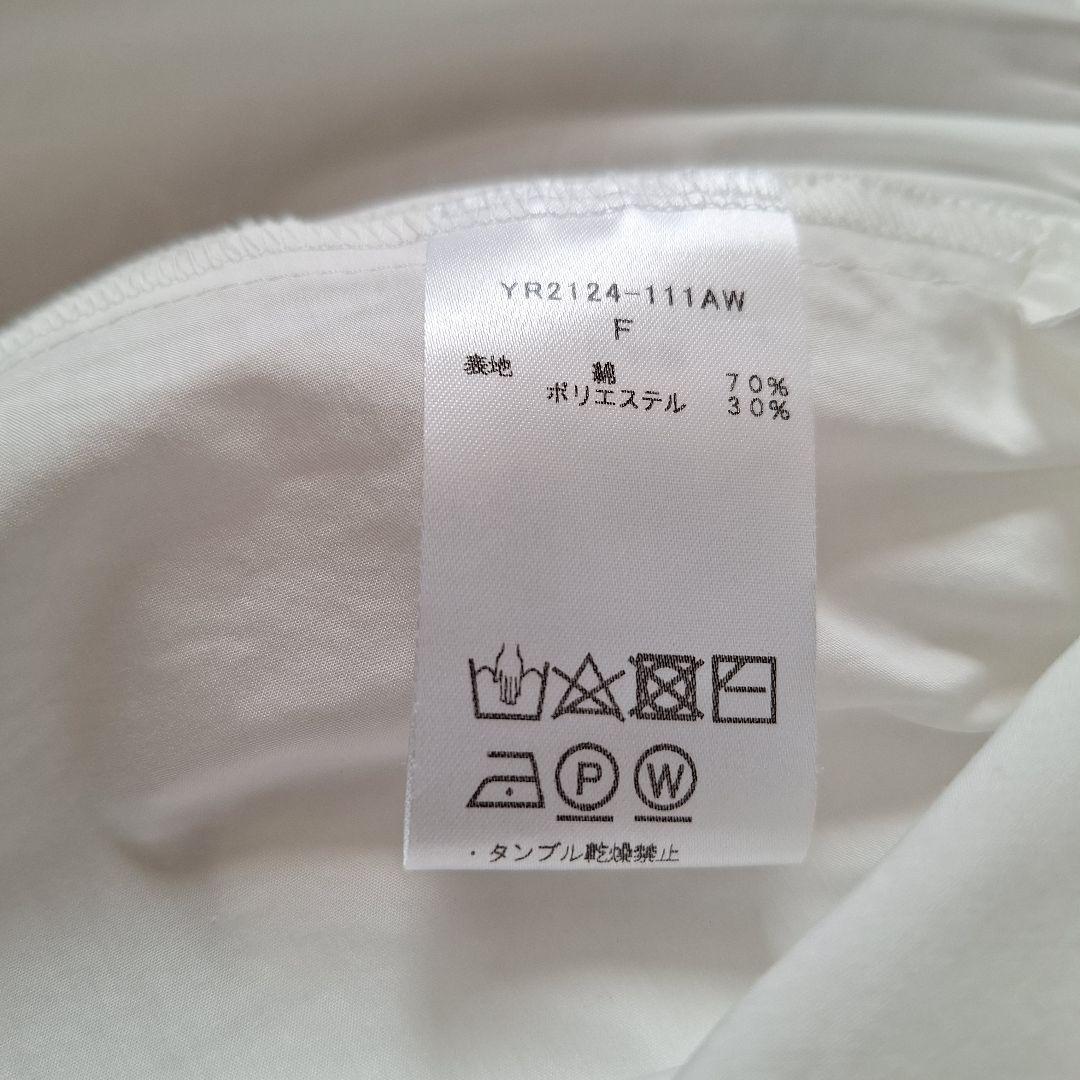 YR2124-111AW
F
表地 綿 70%
ポリエステル 30%
P W
・タンブル乾燥禁止